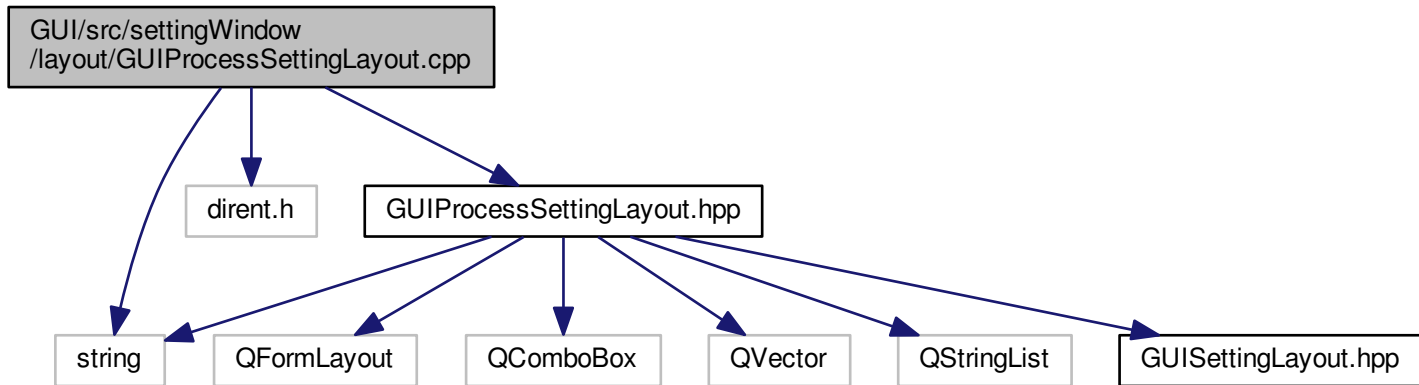 GUI/src/settingWindow
/layout/GUIProcessSettingLayout.cpp
dirent.h
GUIProcessSettingLayout.hpp
string
QFormLayout
QComboBox
QVector
QStringList
GUISettingLayout.hpp